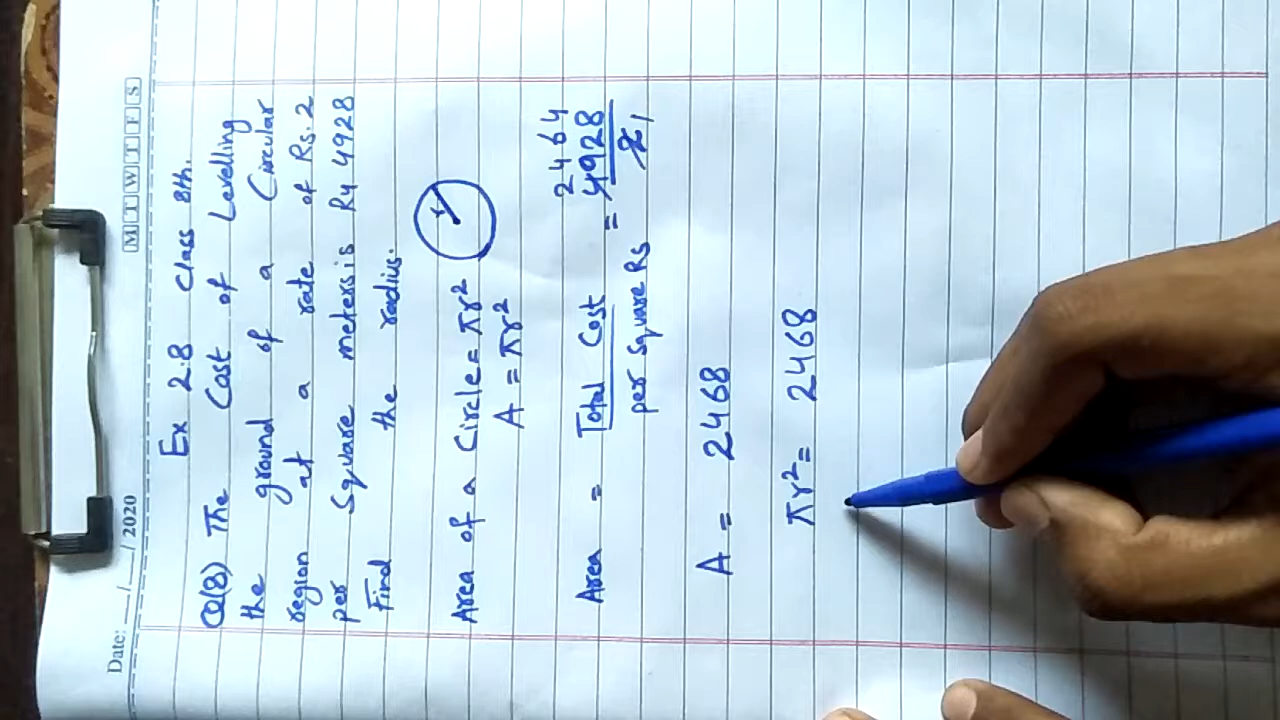 Date: __/__/2020
M T W T F S
Ex 2.8 Class 8th.
Q(8) The Cost of Levelling
the ground of a Circular
region at a rate of Rs. 2
per Square meters is Rs 4928
Find the radius.
r
Area of a Circle = πr²
A = πr²
2464
Area = Total Cost = 4928
per square Rs 2 1
A = 2468
πr² = 2468